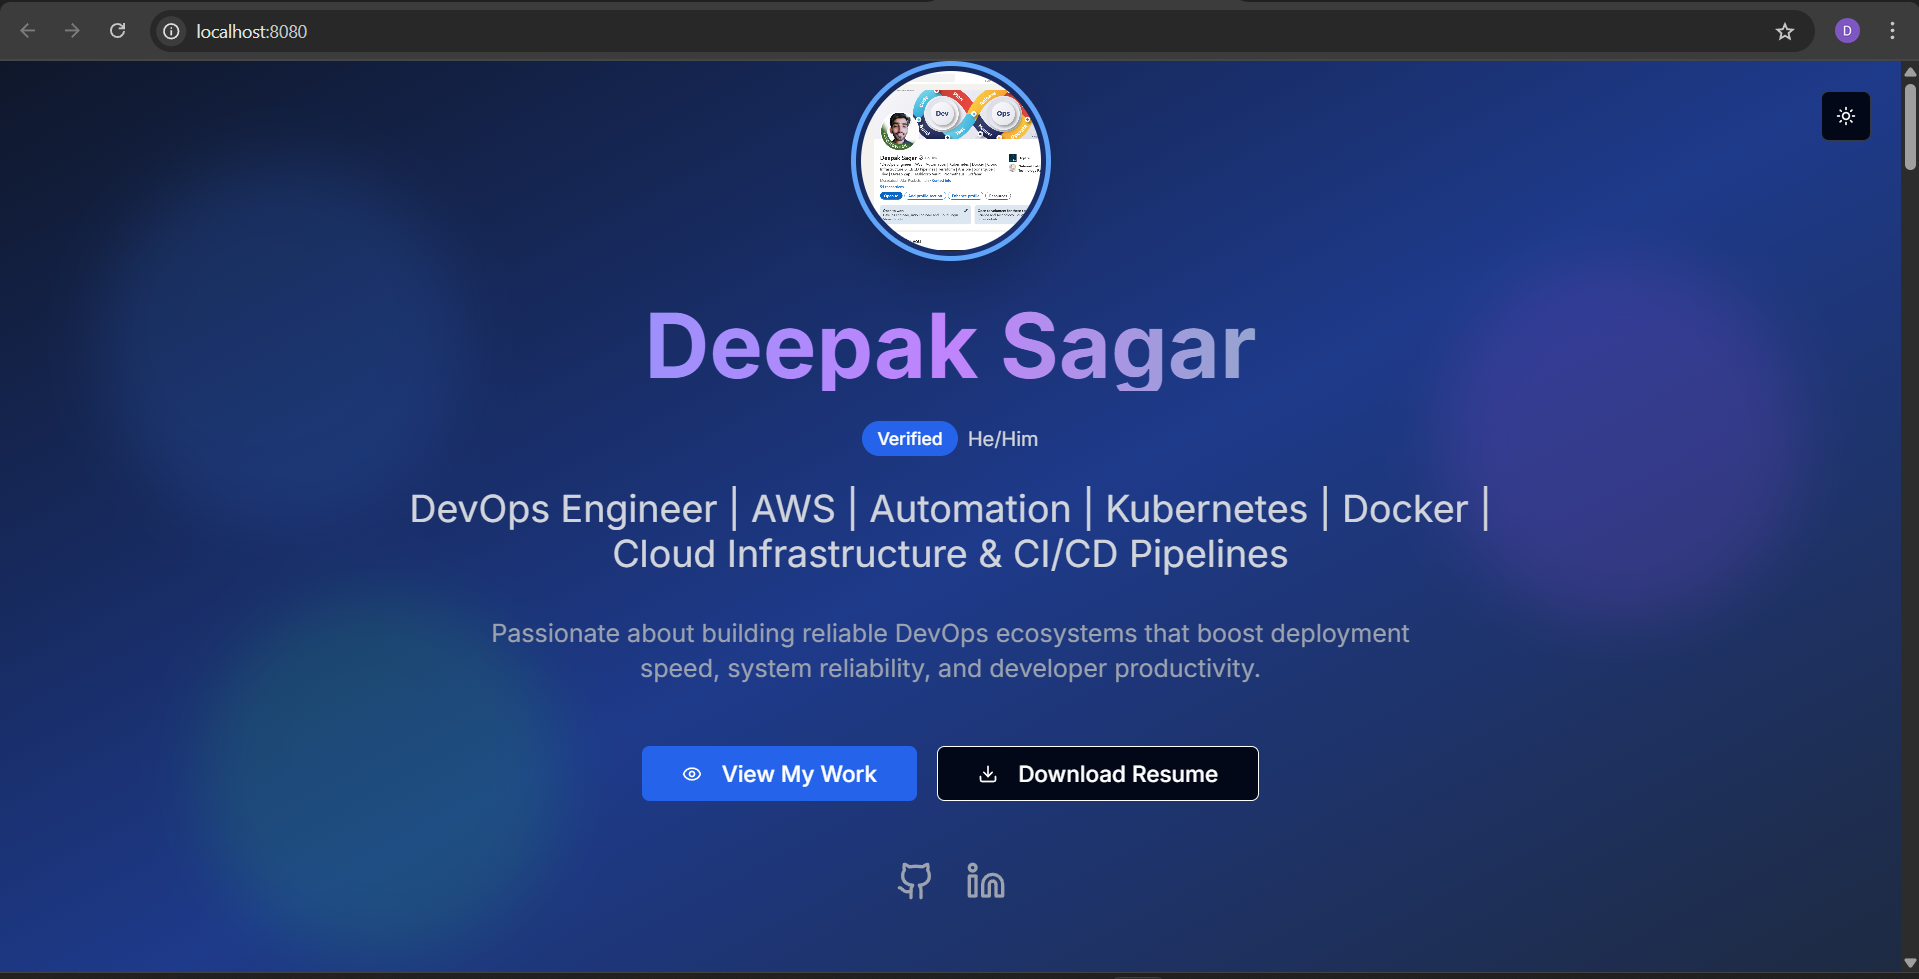 localhost:8080
D
Dev
Ops
Deepak Sagar
Deepak Sagar
Verified He/Him
DevOps Engineer | AWS | Automation | Kubernetes | Docker |
Cloud Infrastructure & CI/CD Pipelines
Passionate about building reliable DevOps ecosystems that boost deployment
speed, system reliability, and developer productivity.
View My Work
Download Resume
in